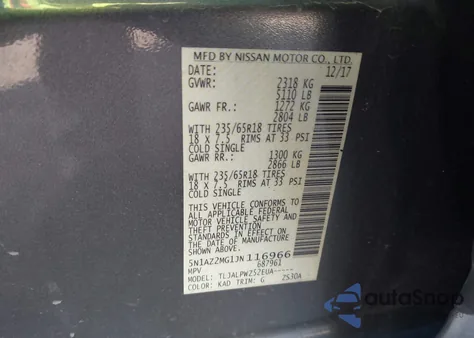 MFD BY NISSAN MOTOR CO., LTD.
DATE: 12/17
GVWR: 2318 KG
5110 LB
GAWR FR.: 1272 KG
2804 LB
WITH 235/65R18 TIRES
18 X 7.5 RIMS AT 33 PSI
COLD SINGLE
GAWR RR.: 1300 KG
2866 LB
WITH 235/65R18 TIRES
18 X 7.5 RIMS AT 33 PSI
COLD SINGLE
THIS VEHICLE CONFORMS TO ALL
APPLICABLE FEDERAL
MOTOR VEHICLE SAFETY
STANDARDS IN EFFECT ON THE
DATE OF MANUFACTURE
SHOWN ABOVE.
5N1AZ2MG1JN116966
MPV 687961
MODEL: TLJALPWZ52EUA-----
COLOR: KAD TRIM: G ZS30A
AutoSnap